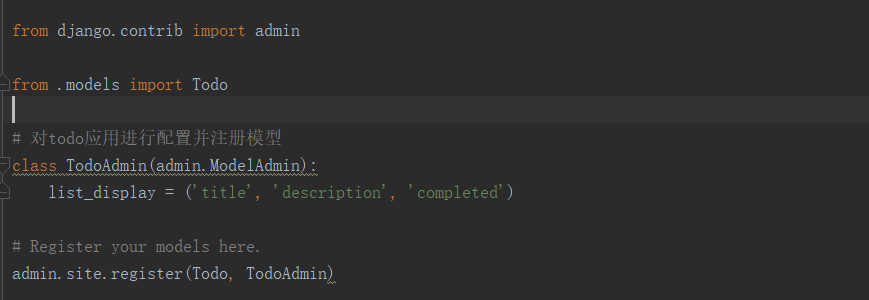 from django.contrib import admin
from .models import Todo
# 对todo应用进行配置并注册模型
class TodoAdmin(admin.ModelAdmin):
    list_display = ('title', 'description', 'completed')
# Register your models here.
admin.site.register(Todo, TodoAdmin)